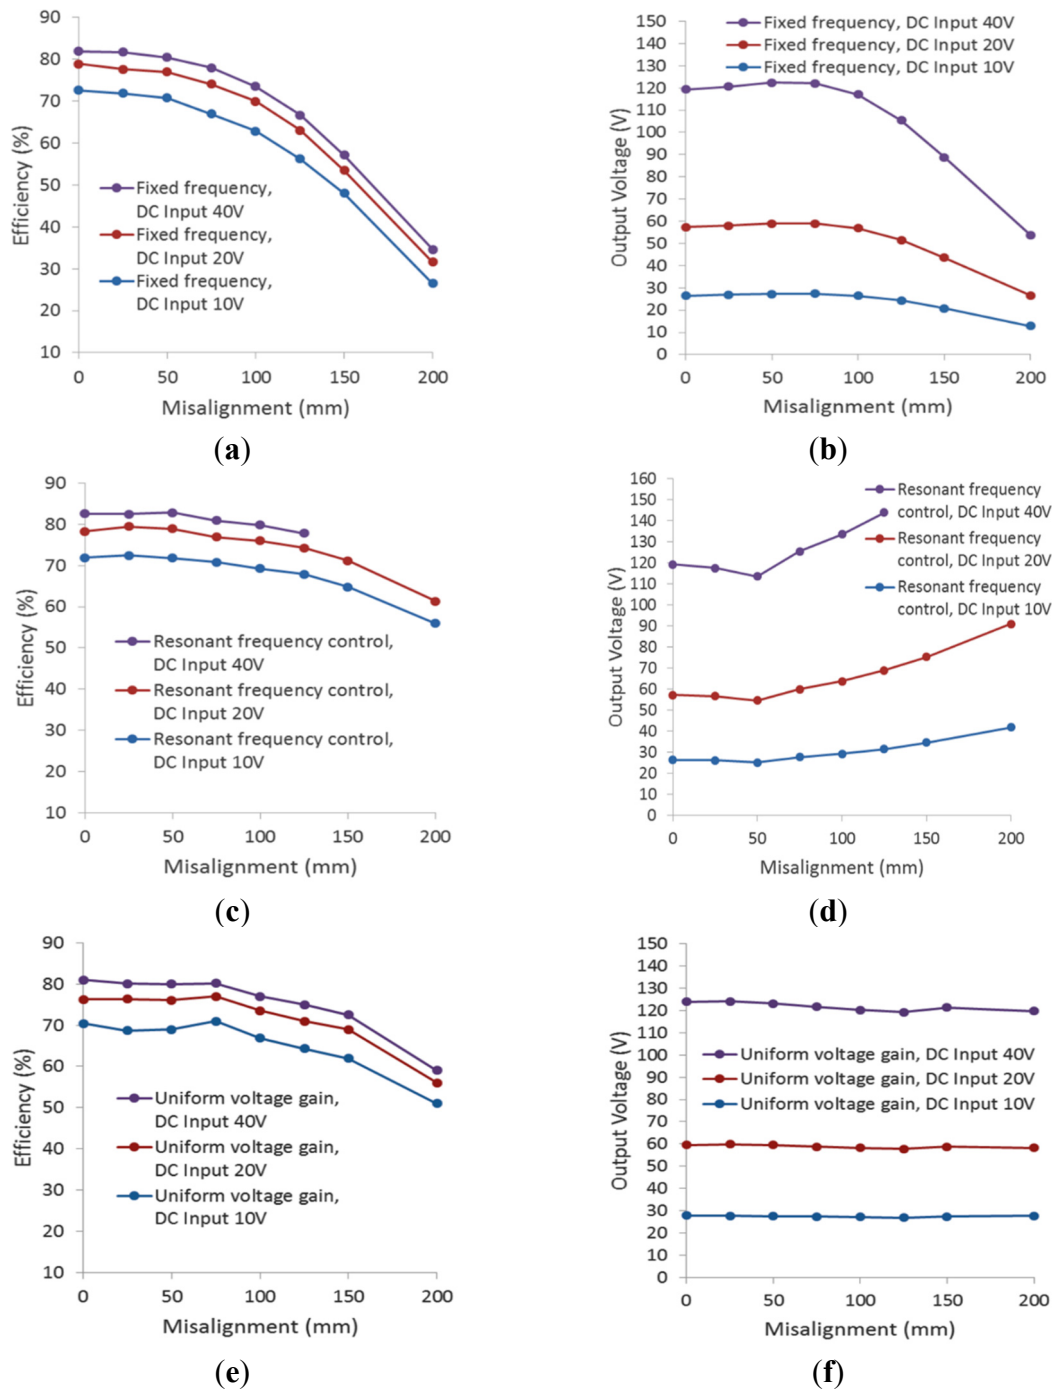 90
80
70
60
50
40
30
20
10
Efficiency (%)
Fixed frequency,
DC Input 40V
Fixed frequency,
DC Input 20V
Fixed frequency,
DC Input 10V
0 50 100 150 200
Misalignment (mm)
(a)
150
140
130
120
110
100
90
80
70
60
50
40
30
20
10
0
Output Voltage (V)
Fixed frequency, DC Input 40V
Fixed frequency, DC Input 20V
Fixed frequency, DC Input 10V
0 50 100 150 200
Misalignment (mm)
(b)
90
80
70
60
50
40
30
20
10
Efficiency (%)
Resonant frequency control,
DC Input 40V
Resonant frequency control,
DC Input 20V
Resonant frequency control,
DC Input 10V
0 50 100 150 200
Misalignment (mm)
(c)
160
150
140
130
120
110
100
90
80
70
60
50
40
30
20
10
0
Output Voltage (V)
Resonant frequency
control, DC Input 40V
Resonant frequency
control, DC Input 20V
Resonant frequency
control, DC Input 10V
0 50 100 150 200
Misalignment (mm)
(d)
90
80
70
60
50
40
30
20
10
Efficiency (%)
Uniform voltage gain,
DC Input 40V
Uniform voltage gain,
DC Input 20V
Uniform voltage gain,
DC Input 10V
0 50 100 150 200
Misalignment (mm)
(e)
150
140
130
120
110
100
90
80
70
60
50
40
30
20
10
0
Output Voltage (V)
Uniform voltage gain, DC Input 40V
Uniform voltage gain, DC Input 20V
Uniform voltage gain, DC Input 10V
0 50 100 150 200
Misalignment (mm)
(f)